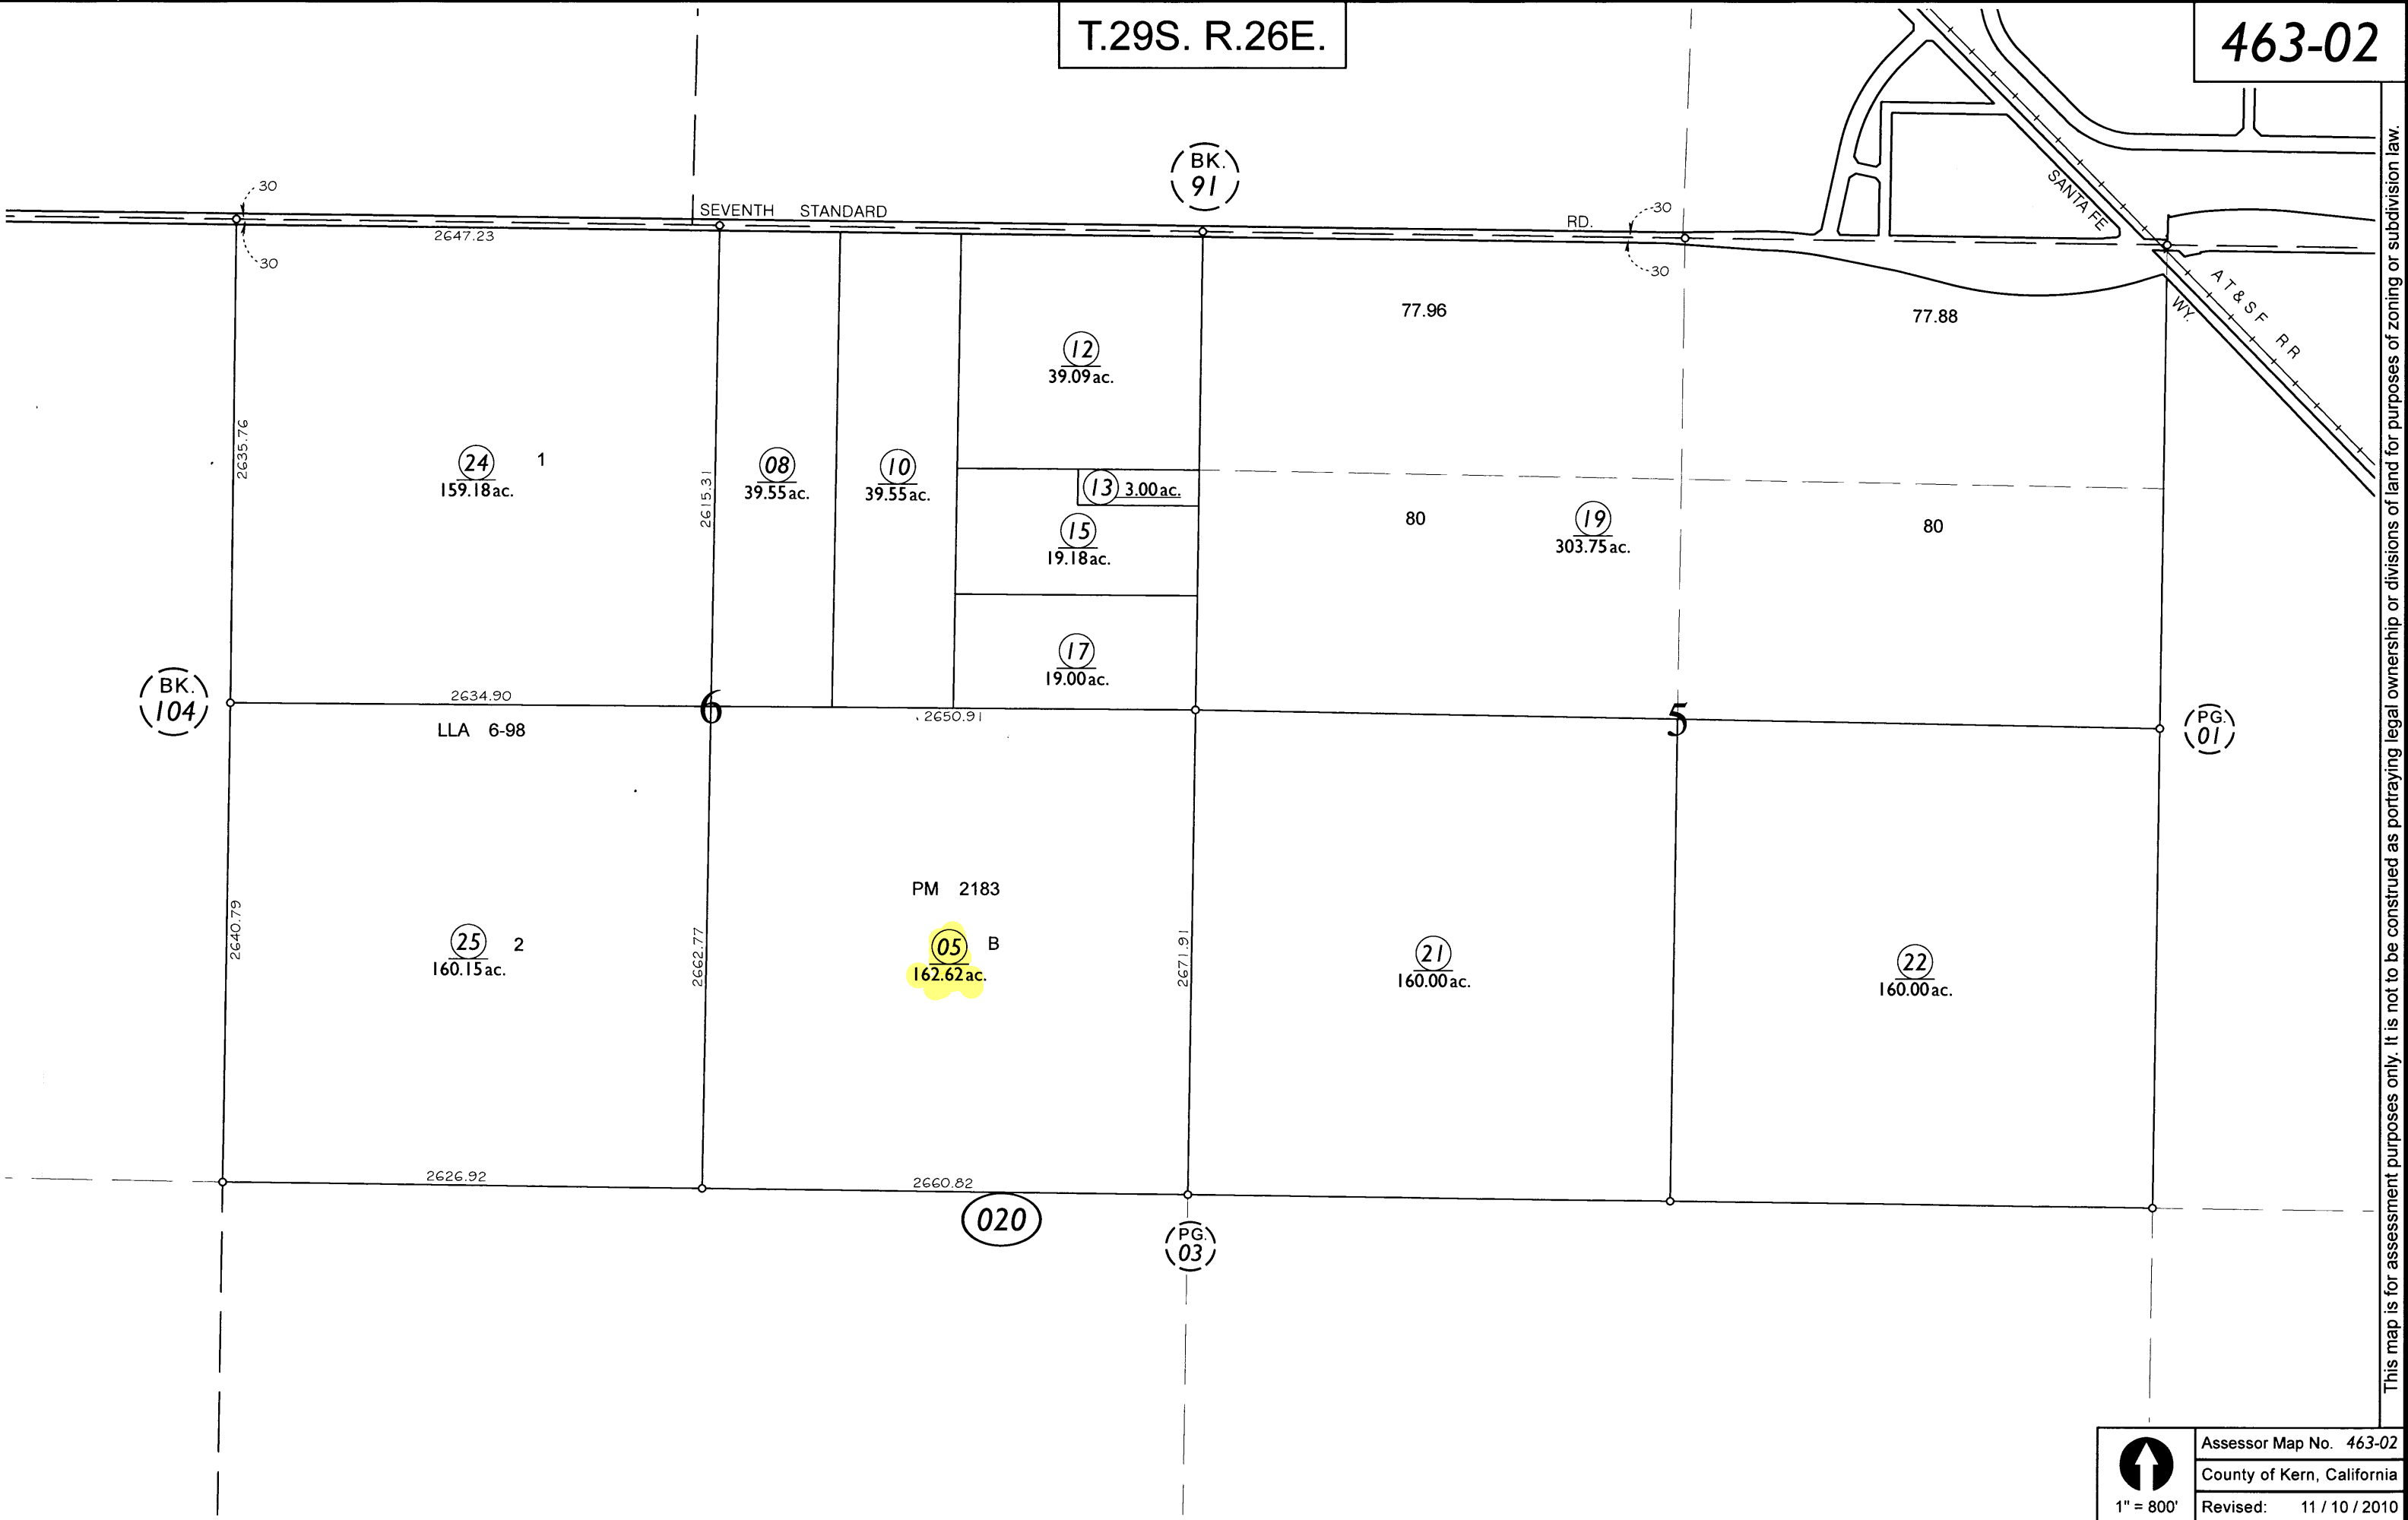 T.29S. R.26E.
463-02
BK.
91
30
30
SEVENTH STANDARD
RD.
30
30
SANTA FE
WY.
A T & S F R R
2647.23
77.96
77.88
12
39.09ac.
2635.76
24 1
159.18ac.
2615.31
08
39.55ac.
10
39.55ac.
13 3.00ac.
15
19.18ac.
80
19
303.75ac.
80
17
19.00ac.
BK.
104
2634.90
6
2650.91
5
PG.
01
LLA 6-98
PM 2183
2640.79
25 2
160.15ac.
2662.77
05 B
162.62ac.
2671.91
21
160.00ac.
22
160.00ac.
2626.92
2660.82
020
PG.
03
This map is for assessment purposes only. It is not to be construed as portraying legal ownership or divisions of land for purposes of zoning or subdivision law.
1" = 800'
Assessor Map No. 463-02
County of Kern, California
Revised: 11 / 10 / 2010